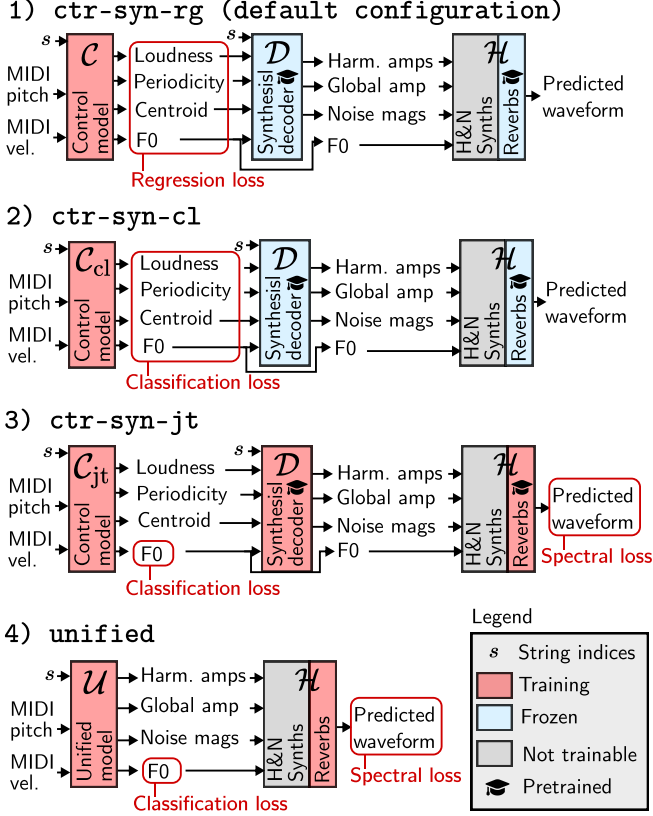 1) ctr-syn-rg (default configuration)
s
MIDI pitch
MIDI vel.
C
Control model
Loudness
Periodicity
Centroid
F0
Regression loss
s
D
Synthesisl decoder
Harm. amps
Global amp
Noise mags
F0
H
H&N Synths
Reverbs
Predicted waveform
2) ctr-syn-cl
s
MIDI pitch
MIDI vel.
C cl
Control model
Loudness
Periodicity
Centroid
F0
Classification loss
s
D
Synthesisl decoder
Harm. amps
Global amp
Noise mags
F0
H
H&N Synths
Reverbs
Predicted waveform
3) ctr-syn-jt
s
MIDI pitch
MIDI vel.
C jt
Control model
Loudness
Periodicity
Centroid
F0
Classification loss
s
D
Synthesisl decoder
Harm. amps
Global amp
Noise mags
F0
H
H&N Synths
Reverbs
Predicted waveform
Spectral loss
4) unified
s
MIDI pitch
MIDI vel.
U
Unified model
Harm. amps
Global amp
Noise mags
F0
Classification loss
H
H&N Synths
Reverbs
Predicted waveform
Spectral loss
Legend
s String indices
Training
Frozen
Not trainable
Pretrained